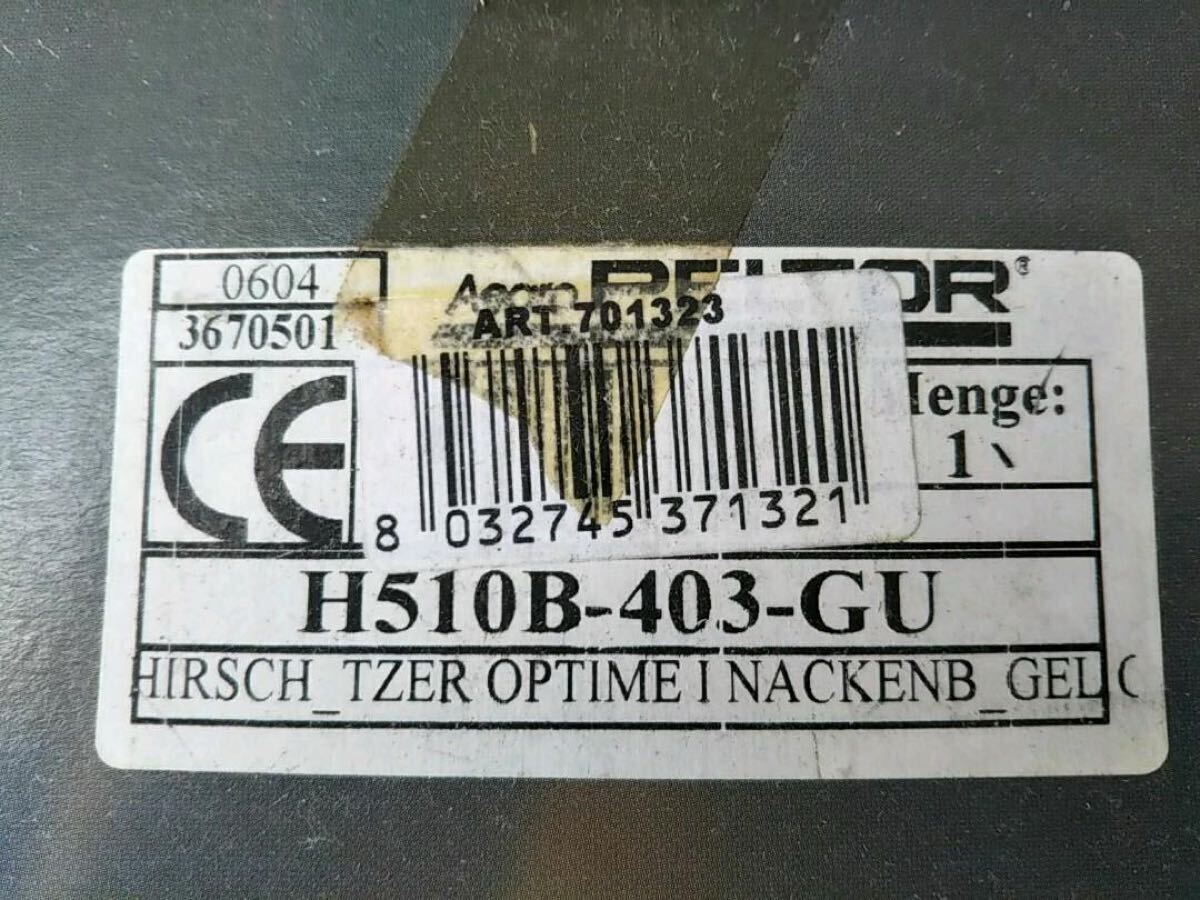 0604
3670501
PELTOR®
ART.701323
CE
Menge:
1
8 032745 371321
H510B-403-GU
HIRSCH_TZER OPTIME I NACKENB_GEL